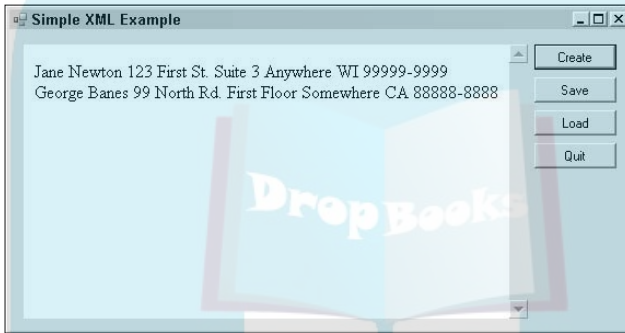 Simple XML Example
Jane Newton 123 First St. Suite 3 Anywhere WI 99999-9999
George Banes 99 North Rd. First Floor Somewhere CA 88888-8888
Create
Save
Load
Quit
DropBooks